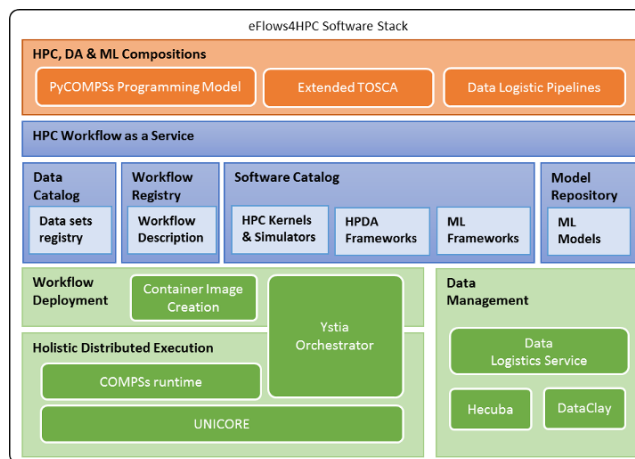 eFlows4HPC Software Stack
HPC, DA & ML Compositions
PyCOMPSs Programming Model
Extended TOSCA
Data Logistic Pipelines
HPC Workflow as a Service
Data
Catalog
Data sets
registry
Workflow
Registry
Workflow
Description
Software Catalog
HPC Kernels
& Simulators
HPDA
Frameworks
ML
Frameworks
Model
Repository
ML
Models
Workflow
Deployment
Container Image
Creation
Ystia
Orchestrator
Holistic Distributed Execution
COMPSs runtime
UNICORE
Data
Management
Data
Logistics Service
Hecuba
DataClay